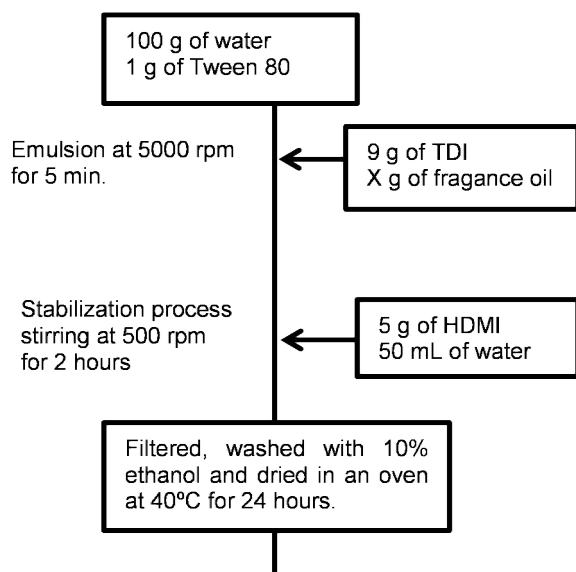 100 g of water
1 g of Tween 80
Emulsion at 5000 rpm
for 5 min.
9 g of TDI
X g of fragance oil
Stabilization process
stirring at 500 rpm
for 2 hours
5 g of HDMI
50 mL of water
Filtered, washed with 10%
ethanol and dried in an oven
at 40ºC for 24 hours.